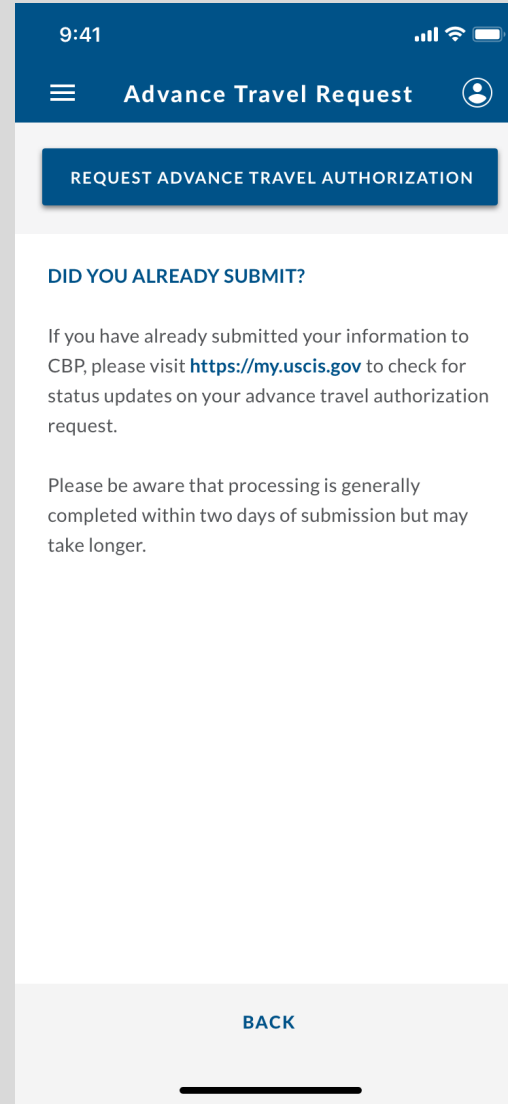 9:41
Advance Travel Request
REQUEST ADVANCE TRAVEL AUTHORIZATION
DID YOU ALREADY SUBMIT?
If you have already submitted your information to
CBP, please visit https://my.uscis.gov to check for
status updates on your advance travel authorization
request.
Please be aware that processing is generally
completed within two days of submission but may
take longer.
BACK